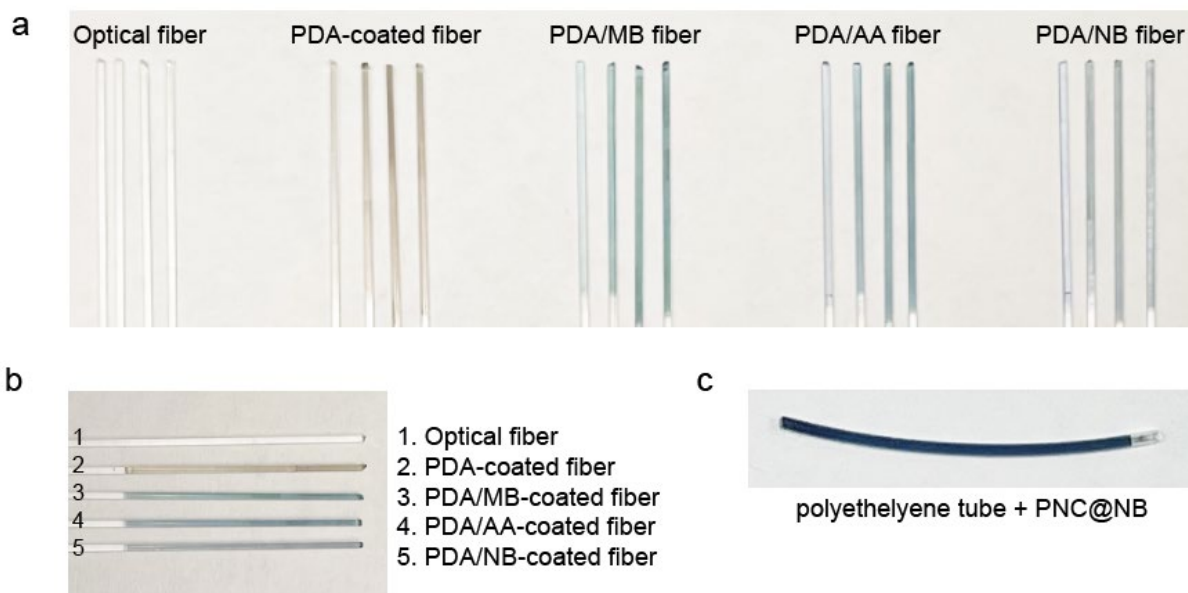 a
Optical fiber PDA-coated fiber PDA/MB fiber PDA/AA fiber PDA/NB fiber
b
1
2
3
4
5
1. Optical fiber
2. PDA-coated fiber
3. PDA/MB-coated fiber
4. PDA/AA-coated fiber
5. PDA/NB-coated fiber
c
polyethelyene tube + PNC@NB